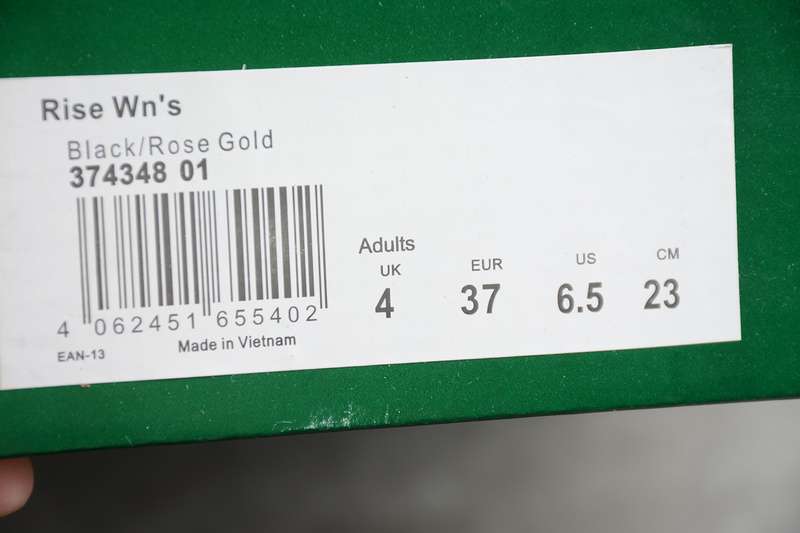 Rise Wn's
Black/Rose Gold
374348 01
4 062451 655402
EAN-13
Made in Vietnam
Adults
UK EUR US CM
4 37 6.5 23